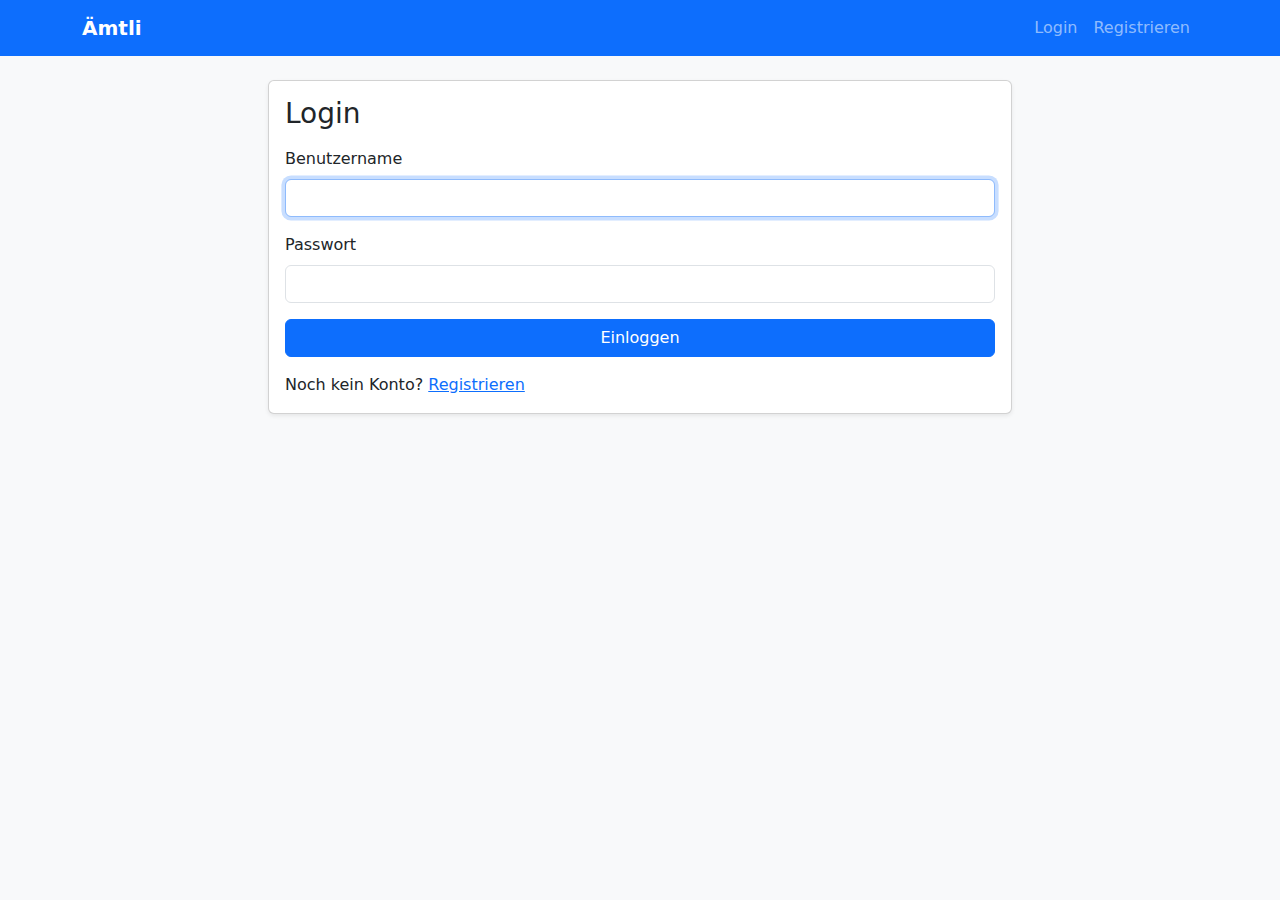 Ämtli
Login Registrieren
Login
Benutzername
Passwort
Einloggen
Noch kein Konto? Registrieren